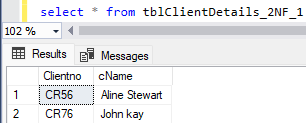 select * from tblClientDetails_2NF_1
102 %
Results Messages
Clientno cName
1 CR56 Aline Stewart
2 CR76 John kay